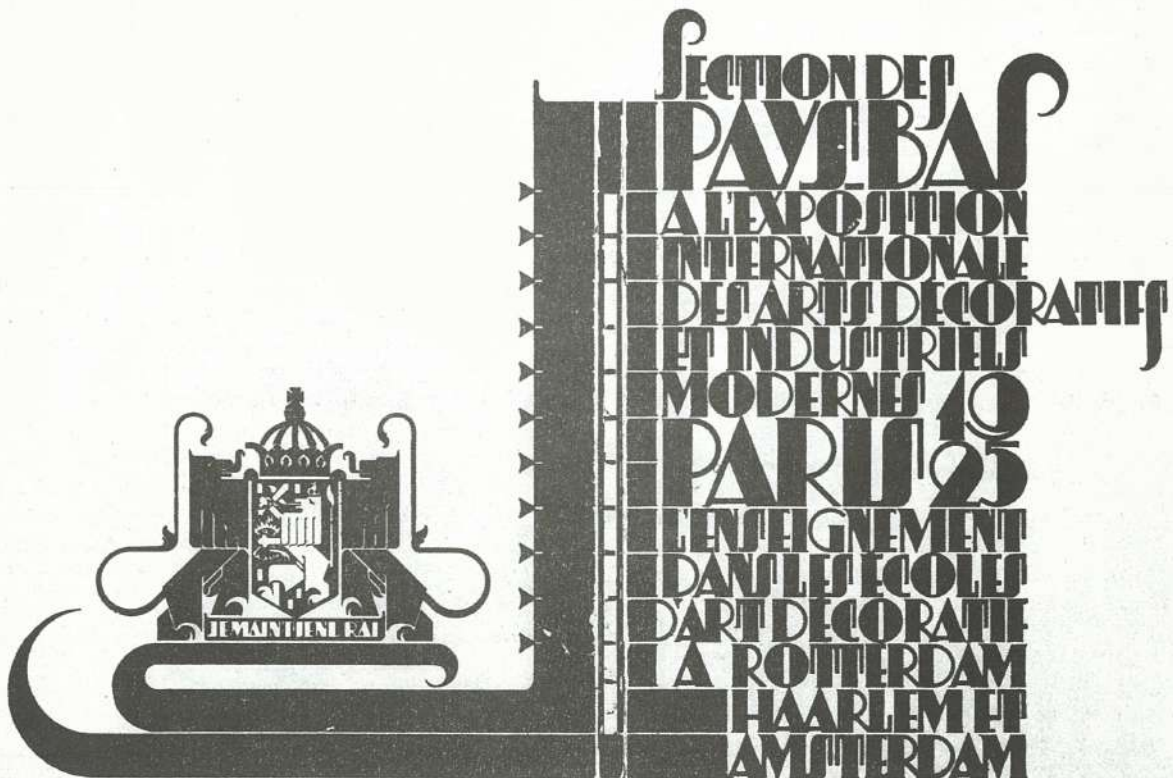 SECTION DES
PAYS-BAS
A L'EXPOSITION
INTERNATIONALE
DES ARTS DÉCORATIFS
ET INDUSTRIELS
MODERNES 19
PARIS 25
L'ENSEIGNEMENT
DANS LES ÉCOLES
D'ART DÉCORATIF
A ROTTERDAM
HAARLEM ET
AMSTERDAM
JE MAINTIENDRAI